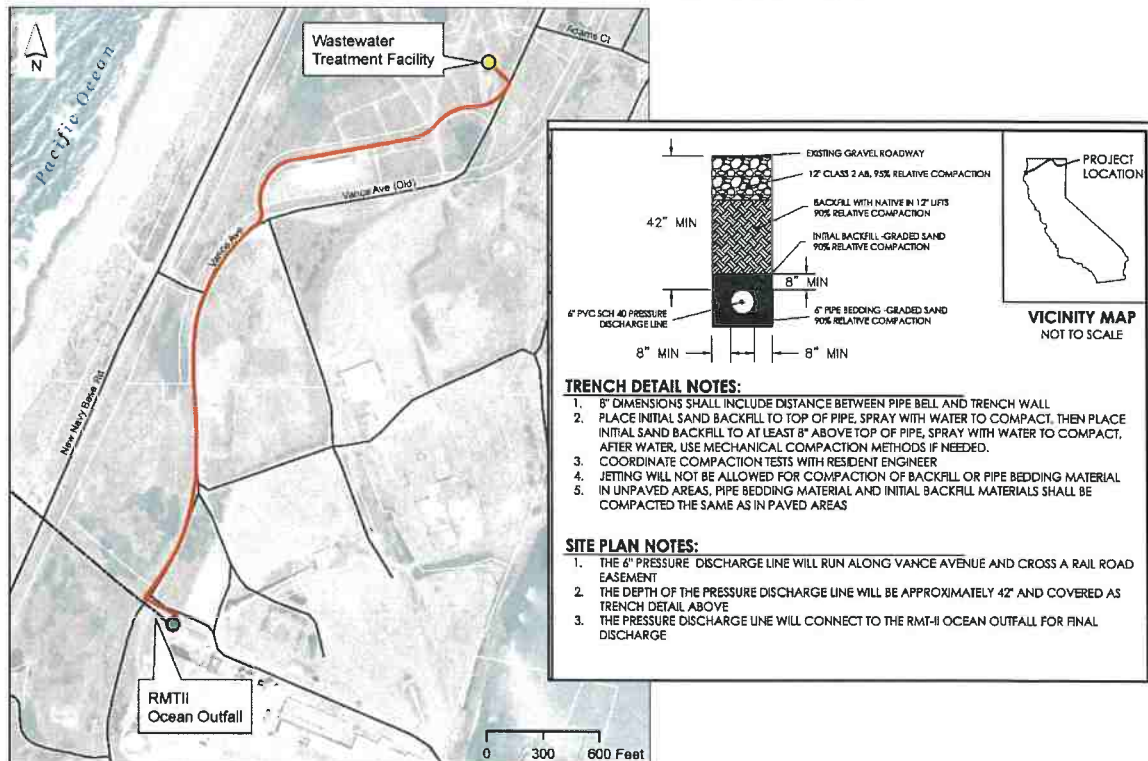 N
Pacific Ocean
Wastewater
Treatment Facility
Adams Ct
Vance Ave (Old)
Vance Ave
New Navy Base Rd
RMTII
Ocean Outfall
0 300 600 Feet
EXISTING GRAVEL ROADWAY
12" CLASS 2 AB, 95% RELATIVE COMPACTION
42" MIN
BACKFILL WITH NATIVE IN 12" LIFTS
90% RELATIVE COMPACTION
INITIAL BACKFILL -GRADED SAND
90% RELATIVE COMPACTION
8" MIN
6" PVC SCH 40 PRESSURE
DISCHARGE LINE
6" PIPE BEDDING -GRADED SAND
90% RELATIVE COMPACTION
8" MIN
8" MIN
PROJECT
LOCATION
VICINITY MAP
NOT TO SCALE
TRENCH DETAIL NOTES:
1. 8" DIMENSIONS SHALL INCLUDE DISTANCE BETWEEN PIPE BELL AND TRENCH WALL
2. PLACE INITIAL SAND BACKFILL TO TOP OF PIPE, SPRAY WITH WATER TO COMPACT, THEN PLACE
INITIAL SAND BACKFILL TO AT LEAST 8" ABOVE TOP OF PIPE, SPRAY WITH WATER TO COMPACT,
AFTER WATER, USE MECHANICAL COMPACTION METHODS IF NEEDED.
3. COORDINATE COMPACTION TESTS WITH RESIDENT ENGINEER
4. JETTING WILL NOT BE ALLOWED FOR COMPACTION OF BACKFILL OR PIPE BEDDING MATERIAL
5. IN UNPAVED AREAS, PIPE BEDDING MATERIAL AND INITIAL BACKFILL MATERIALS SHALL BE
COMPACTED THE SAME AS IN PAVED AREAS
SITE PLAN NOTES:
1. THE 6" PRESSURE DISCHARGE LINE WILL RUN ALONG VANCE AVENUE AND CROSS A RAIL ROAD
EASEMENT
2. THE DEPTH OF THE PRESSURE DISCHARGE LINE WILL BE APPROXIMATELY 42" AND COVERED AS
TRENCH DETAIL ABOVE
3. THE PRESSURE DISCHARGE LINE WILL CONNECT TO THE RMT-II OCEAN OUTFALL FOR FINAL
DISCHARGE